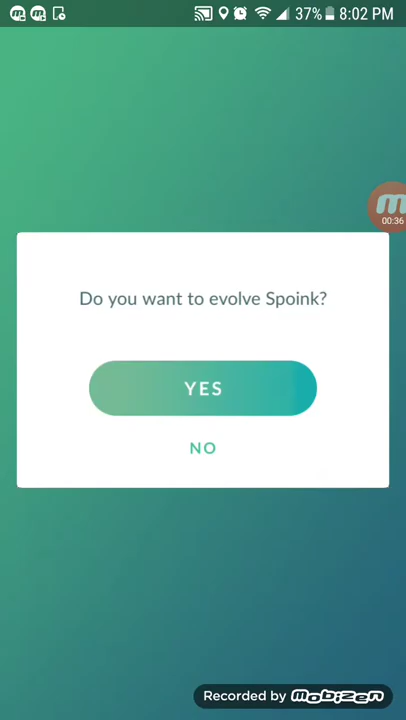 37% 8:02 PM
00:36
Do you want to evolve Spoink?
YES
NO
Recorded by mobizen